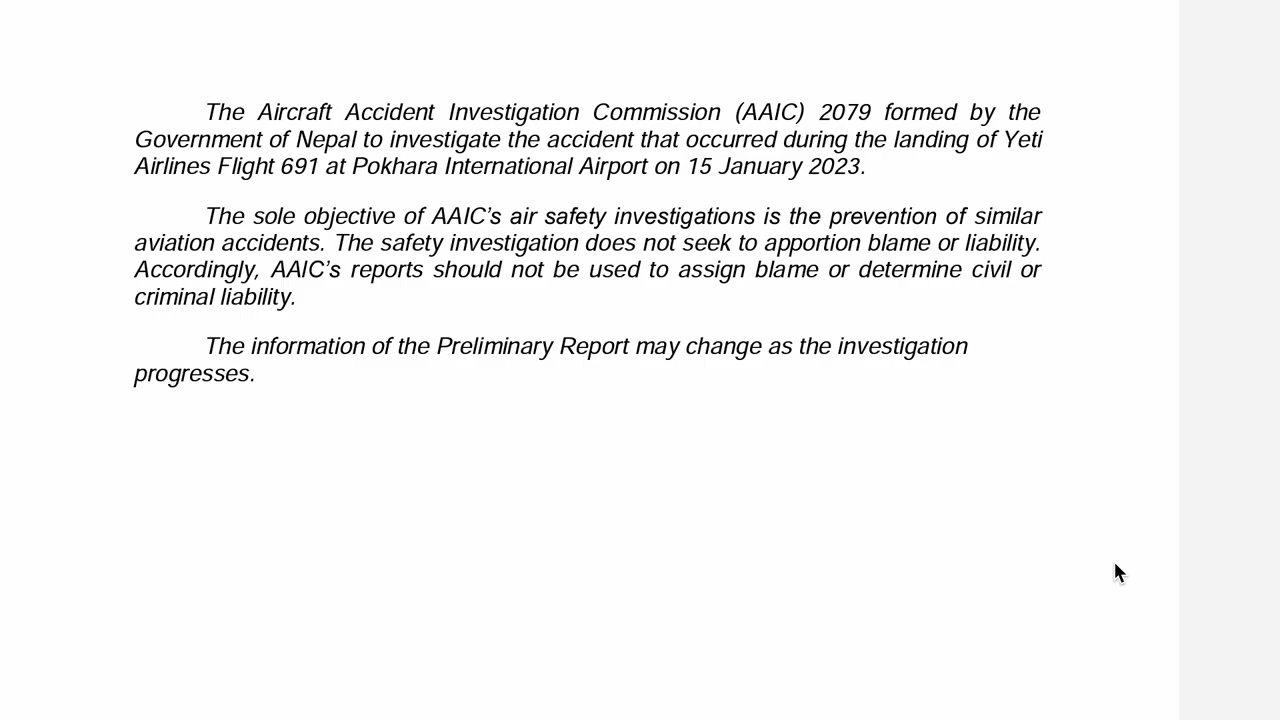 The Aircraft Accident Investigation Commission (AAIC) 2079 formed by the
Government of Nepal to investigate the accident that occurred during the landing of Yeti
Airlines Flight 691 at Pokhara International Airport on 15 January 2023.
The sole objective of AAIC’s air safety investigations is the prevention of similar
aviation accidents. The safety investigation does not seek to apportion blame or liability.
Accordingly, AAIC’s reports should not be used to assign blame or determine civil or
criminal liability.
The information of the Preliminary Report may change as the investigation
progresses.